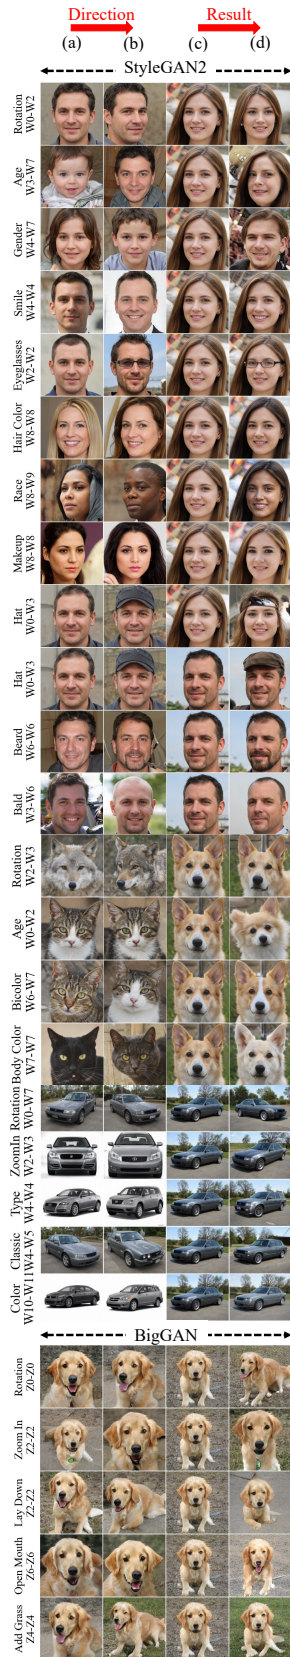 Direction Result
(a) (b) (c) (d)
StyleGAN2
Rotation
W0-W2
Age
W3-W7
Gender
W4-W7
Smile
W4-W4
Eyeglasses
W2-W2
Hair Color
W8-W8
Race
W8-W9
Makeup
W8-W8
Hat
W0-W3
Hat
W0-W3
Beard
W6-W6
Bald
W3-W6
Rotation
W2-W3
Age
W0-W2
Bicolor
W6-W7
Body Color
W7-W7
Rotation
W0-W7
ZoomIn
W2-W3
Type
W4-W4
Classic
W4-W5
Color
W10-W11
BigGAN
Rotation
Z0-Z0
Zoom In
Z2-Z2
Lay Down
Z2-Z2
Open Mouth
Z6-Z6
Add Grass
Z4-Z4